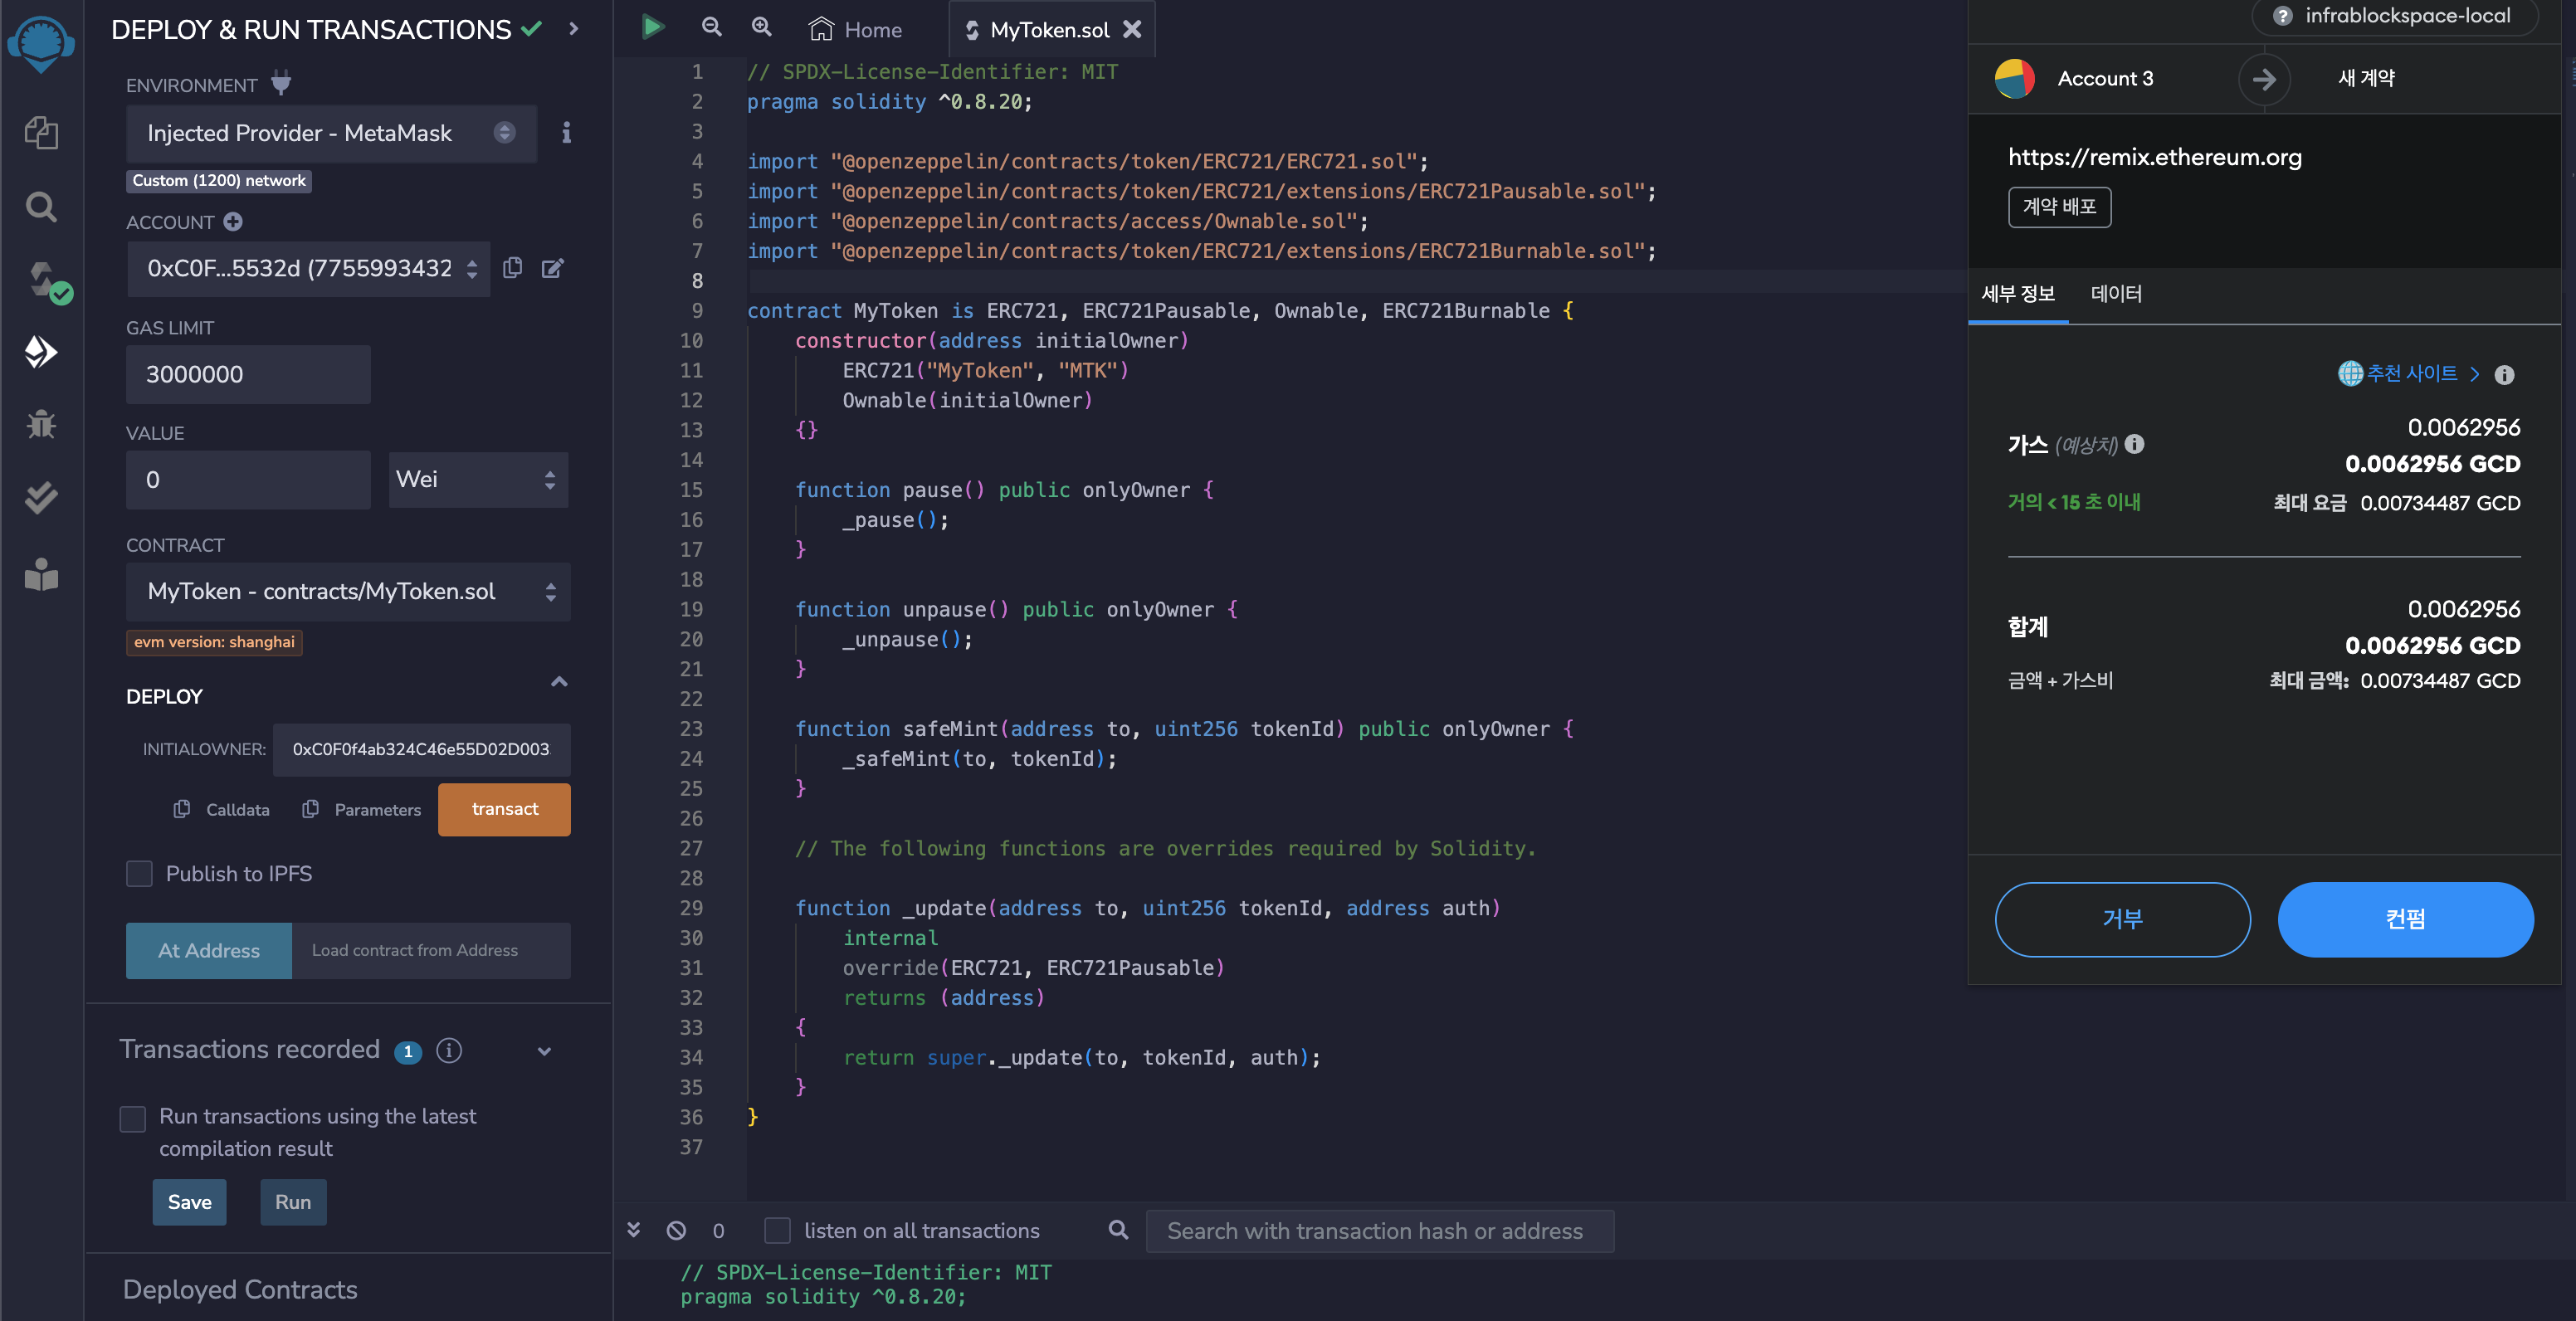 DEPLOY & RUN TRANSACTIONS
ENVIRONMENT
Injected Provider - MetaMask
Custom (1200) network
ACCOUNT
0xC0F...5532d (7755993432
GAS LIMIT
3000000
VALUE
0
Wei
CONTRACT
MyToken - contracts/MyToken.sol
evm version: shanghai
DEPLOY
INITIALOWNER:
0xC0F0f4ab324C46e55D02D003
Calldata
Parameters
transact
Publish to IPFS
At Address
Load contract from Address
Transactions recorded 1
Run transactions using the latest
compilation result
Save
Run
Deployed Contracts
Home
MyToken.sol
1 // SPDX-License-Identifier: MIT
2 pragma solidity ^0.8.20;
3
4 import "@openzeppelin/contracts/token/ERC721/ERC721.sol";
5 import "@openzeppelin/contracts/token/ERC721/extensions/ERC721Pausable.sol";
6 import "@openzeppelin/contracts/access/Ownable.sol";
7 import "@openzeppelin/contracts/token/ERC721/extensions/ERC721Burnable.sol";
8
9 contract MyToken is ERC721, ERC721Pausable, Ownable, ERC721Burnable {
10 constructor(address initialOwner)
11 ERC721("MyToken", "MTK")
12 Ownable(initialOwner)
13 {}
14
15 function pause() public onlyOwner {
16 _pause();
17 }
18
19 function unpause() public onlyOwner {
20 _unpause();
21 }
22
23 function safeMint(address to, uint256 tokenId) public onlyOwner {
24 _safeMint(to, tokenId);
25 }
26
27 // The following functions are overrides required by Solidity.
28
29 function _update(address to, uint256 tokenId, address auth)
30 internal
31 override(ERC721, ERC721Pausable)
32 returns (address)
33 {
34 return super._update(to, tokenId, auth);
35 }
36 }
37
0
listen on all transactions
Search with transaction hash or address
// SPDX-License-Identifier: MIT
pragma solidity ^0.8.20;
infrablockspace-local
Account 3
새 계약
https://remix.ethereum.org
계약 배포
세부 정보
데이터
추천 사이트
0.0062956
가스 (예상치)
0.0062956 GCD
거의 < 15 초 이내
최대 요금 0.00734487 GCD
0.0062956
합계
0.0062956 GCD
금액 + 가스비
최대 금액: 0.00734487 GCD
거부
컨펌